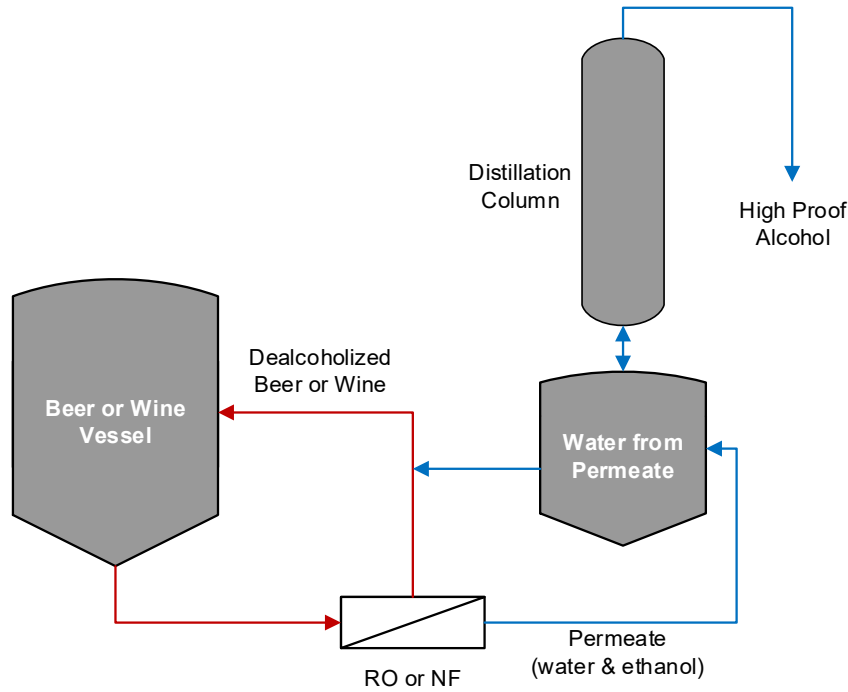 Distillation
Column
High Proof
Alcohol
Dealcoholized
Beer or Wine
Beer or Wine
Vessel
Water from
Permeate
Permeate
(water & ethanol)
RO or NF